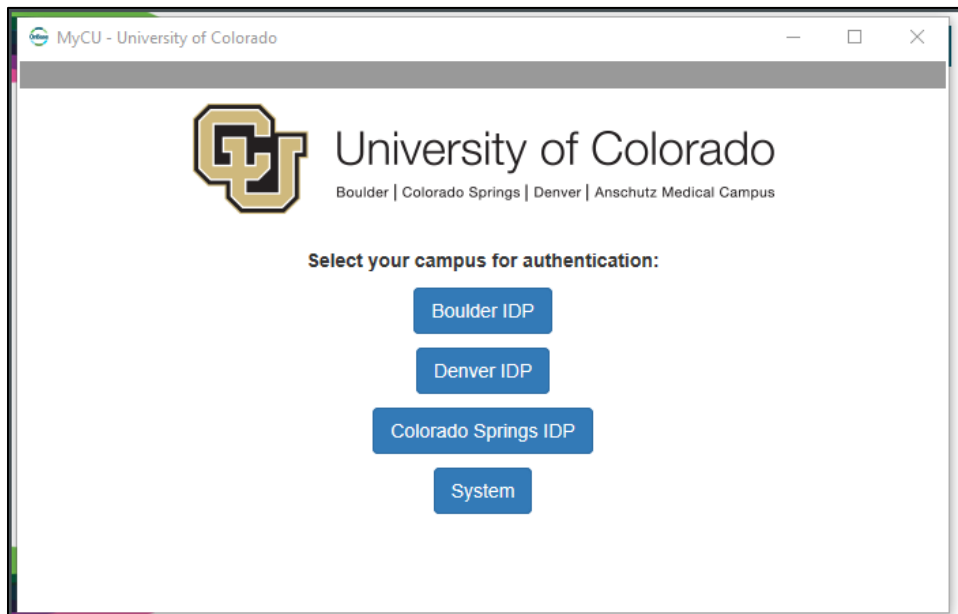 MyCU - University of Colorado
CU
University of Colorado
Boulder | Colorado Springs | Denver | Anschutz Medical Campus
Select your campus for authentication:
Boulder IDP
Denver IDP
Colorado Springs IDP
System